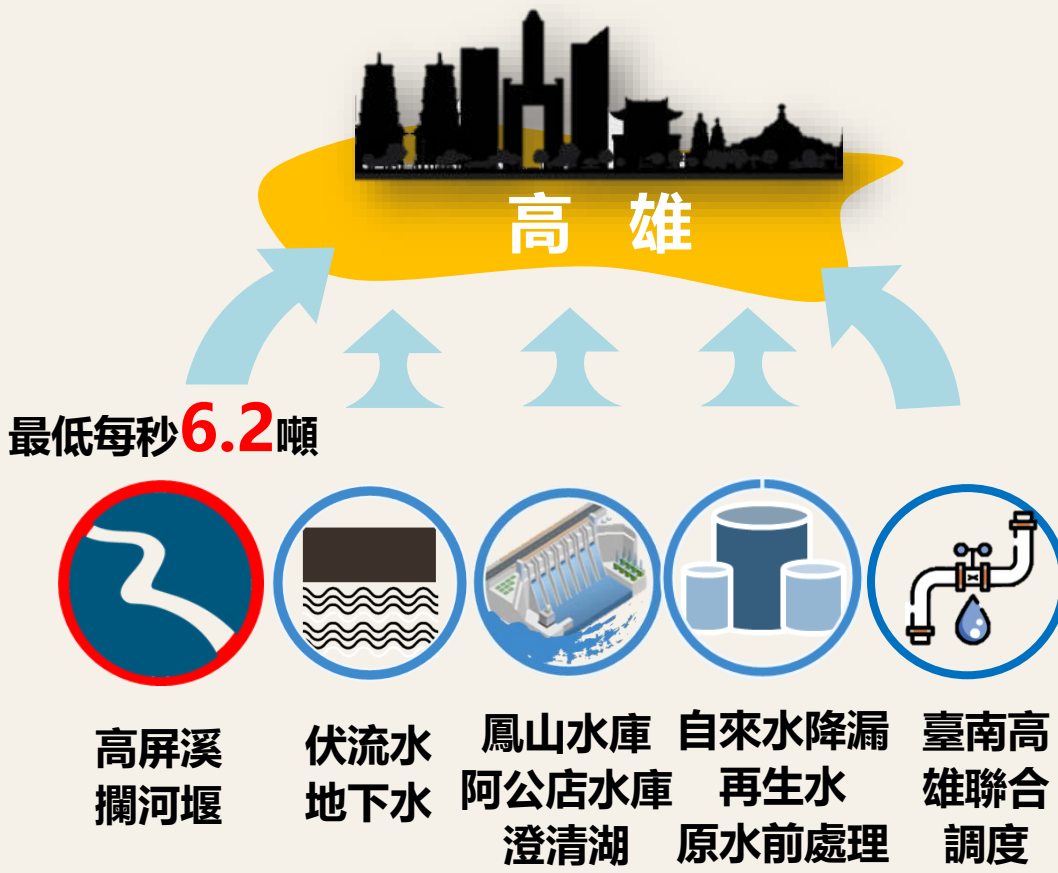 高 雄
最低每秒6.2噸
高屏溪
攔河堰
伏流水
地下水
鳳山水庫
阿公店水庫
澄清湖
自來水降漏
再生水
原水前處理
臺南高
雄聯合
調度